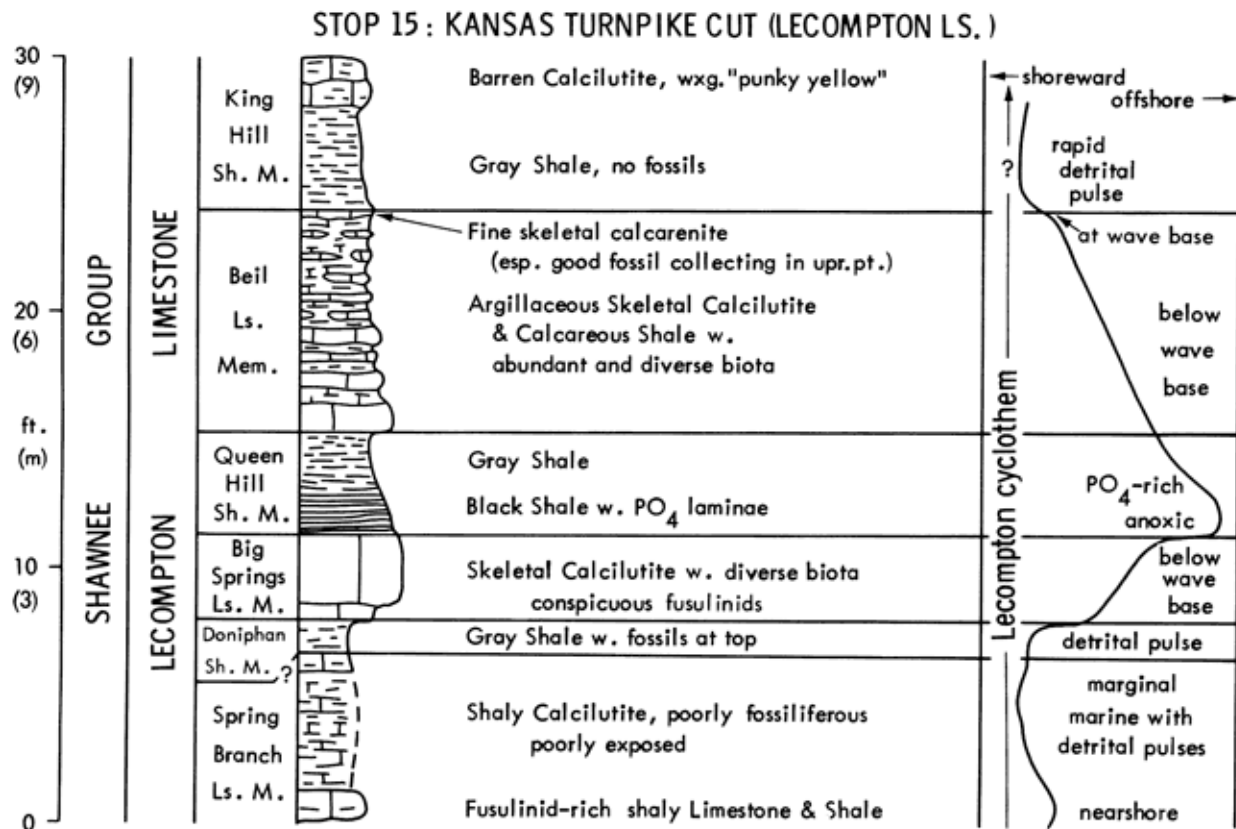 STOP 15: KANSAS TURNPIKE CUT (LECOMPTON LS.)
30
(9)
20
(6)
ft.
(m)
10
(3)
0
SHAWNEE GROUP
LECOMPTON LIMESTONE
King
Hill
Sh. M.
Beil
Ls.
Mem.
Queen
Hill
Sh. M.
Big
Springs
Ls. M.
Doniphan
Sh. M. ?
Spring
Branch
Ls. M.
Barren Calcilutite, wxg. "punky yellow"
Gray Shale, no fossils
Fine skeletal calcarenite
(esp. good fossil collecting in upr. pt.)
Argillaceous Skeletal Calcilutite
& Calcareous Shale w.
abundant and diverse biota
Gray Shale
Black Shale w. PO4 laminae
Skeletal Calcilutite w. diverse biota
conspicuous fusulinids
Gray Shale w. fossils at top
Shaly Calcilutite, poorly fossiliferous
poorly exposed
Fusulinid-rich shaly Limestone & Shale
Lecompton cyclothem
?
shoreward
offshore
rapid
detrital
pulse
at wave base
below
wave
base
PO4-rich
anoxic
below
wave
base
detrital pulse
marginal
marine with
detrital pulses
nearshore